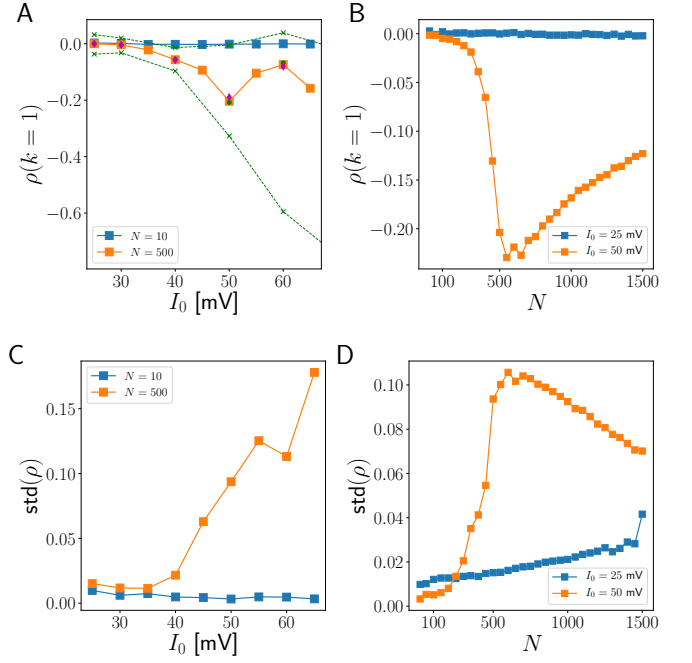 A
B
0.0
−0.2
−0.4
−0.6
ρ(k = 1)
N = 10
N = 500
30
40
50
60
I₀ [mV]
0.00
−0.05
−0.10
−0.15
−0.20
ρ(k = 1)
I₀ = 25 mV
I₀ = 50 mV
100
500
1000
1500
N
C
D
0.15
0.10
0.05
0.00
std(ρ)
N = 10
N = 500
30
40
50
60
I₀ [mV]
0.10
0.08
0.06
0.04
0.02
0.00
std(ρ)
I₀ = 25 mV
I₀ = 50 mV
100
500
1000
1500
N